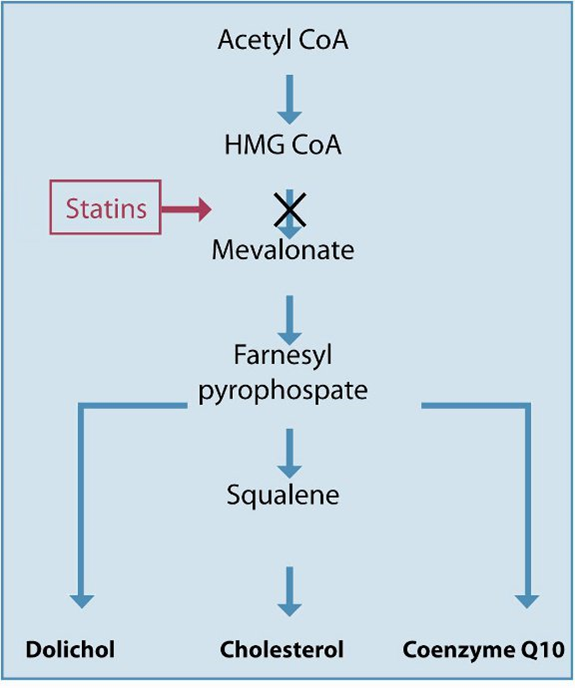 Acetyl CoA
HMG CoA
Statins
Mevalonate
Farnesyl
pyrophospate
Squalene
Dolichol
Cholesterol
Coenzyme Q10